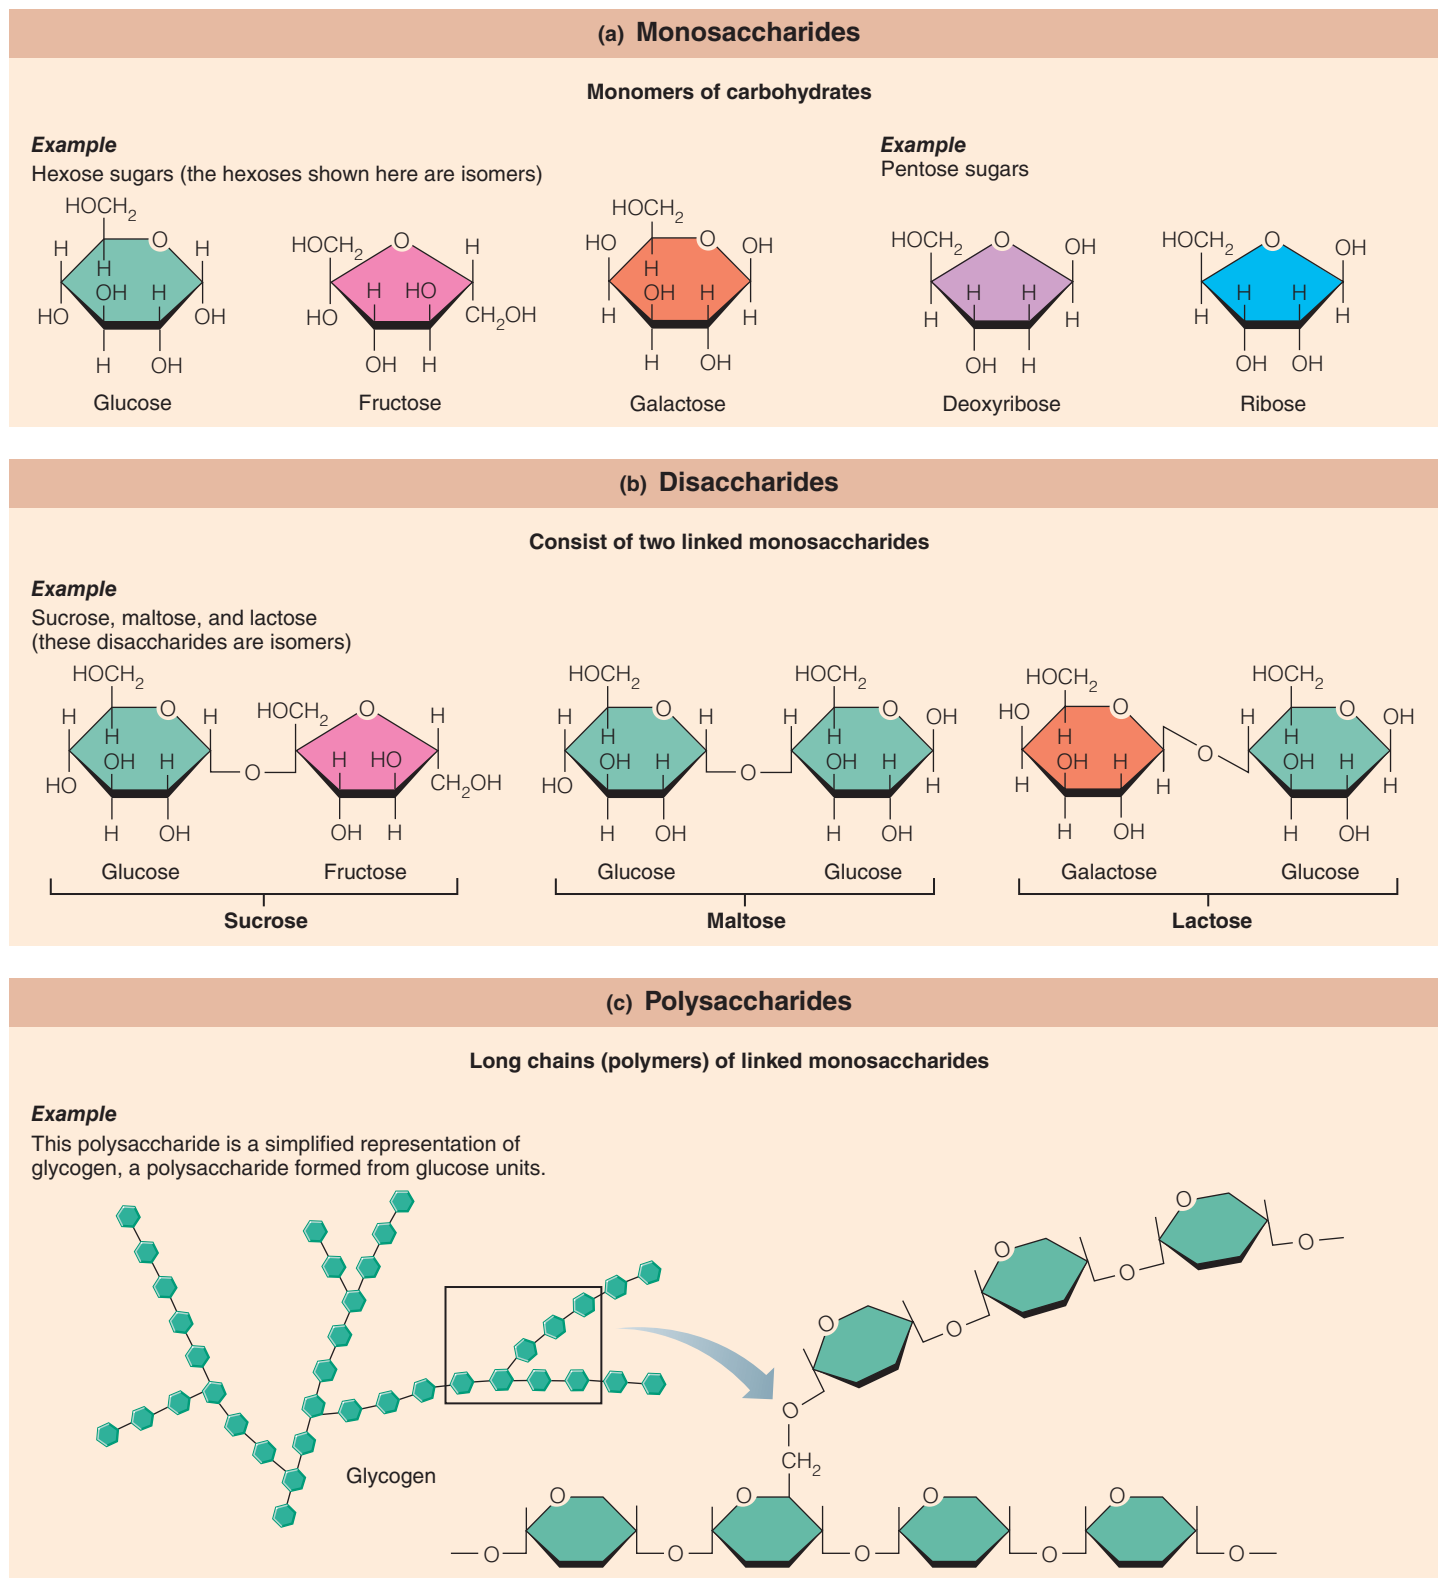 (a) Monosaccharides
Monomers of carbohydrates
Example
Hexose sugars (the hexoses shown here are isomers)
HOCH2
H O H
H
OH H
HO OH
H OH
Glucose
HOCH2 O H
H HO
HO CH2OH
OH H
Fructose
HOCH2
HO O OH
H
OH H
H H
H OH
Galactose
Example
Pentose sugars
HOCH2 O OH
H H
H H
OH H
Deoxyribose
HOCH2 O OH
H H
H H
OH OH
Ribose
(b) Disaccharides
Consist of two linked monosaccharides
Example
Sucrose, maltose, and lactose
(these disaccharides are isomers)
HOCH2
H O H HOCH2 O H
H
OH H H HO
HO O CH2OH
H OH OH H
Glucose Fructose
Sucrose
HOCH2 HOCH2
H O H H O OH
H H
OH H OH H
HO O H
H OH H OH
Glucose Glucose
Maltose
HOCH2 HOCH2
HO O H O OH
H O H
OH H OH H
H H H
H OH H OH
Galactose Glucose
Lactose
(c) Polysaccharides
Long chains (polymers) of linked monosaccharides
Example
This polysaccharide is a simplified representation of
glycogen, a polysaccharide formed from glucose units.
Glycogen
O
O O
O O
O O
O
CH2
O O O O
O O O O O